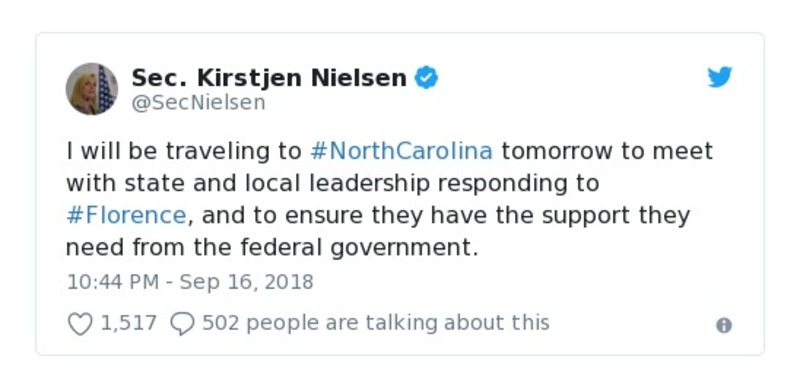 Sec. Kirstjen Nielsen
@SecNielsen
I will be traveling to #NorthCarolina tomorrow to meet
with state and local leadership responding to
#Florence, and to ensure they have the support they
need from the federal government.
10:44 PM - Sep 16, 2018
1,517 502 people are talking about this